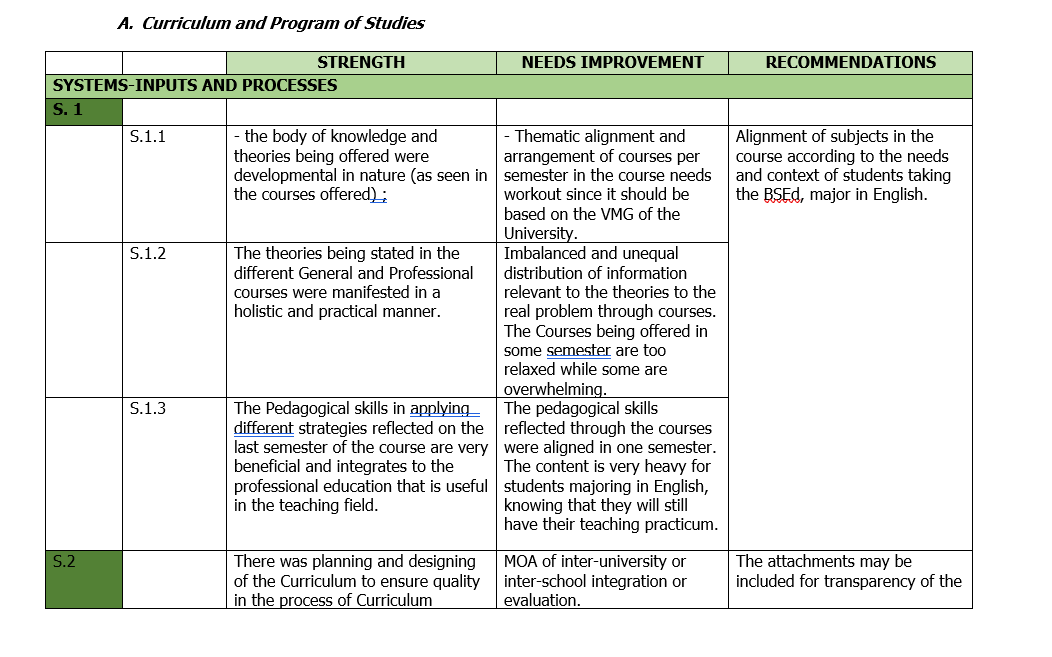 A. Curriculum and Program of Studies
STRENGTH
NEEDS IMPROVEMENT
RECOMMENDATIONS
SYSTEMS-INPUTS AND PROCESSES
S. 1
S.1.1
- the body of knowledge and
theories being offered were
developmental in nature (as seen in
the courses offered) ;
- Thematic alignment and
arrangement of courses per
semester in the course needs
workout since it should be
based on the VMG of the
University.
Alignment of subjects in the
course according to the needs
and context of students taking
the BSEd, major in English.
S.1.2
The theories being stated in the
different General and Professional
courses were manifested in a
holistic and practical manner.
Imbalanced and unequal
distribution of information
relevant to the theories to the
real problem through courses.
The Courses being offered in
some semester are too
relaxed while some are
overwhelming.
S.1.3
The Pedagogical skills in applying
different strategies reflected on the
last semester of the course are very
beneficial and integrates to the
professional education that is useful
in the teaching field.
The pedagogical skills
reflected through the courses
were aligned in one semester.
The content is very heavy for
students majoring in English,
knowing that they will still
have their teaching practicum.
S.2
There was planning and designing
of the Curriculum to ensure quality
in the process of Curriculum
MOA of inter-university or
inter-school integration or
evaluation.
The attachments may be
included for transparency of the